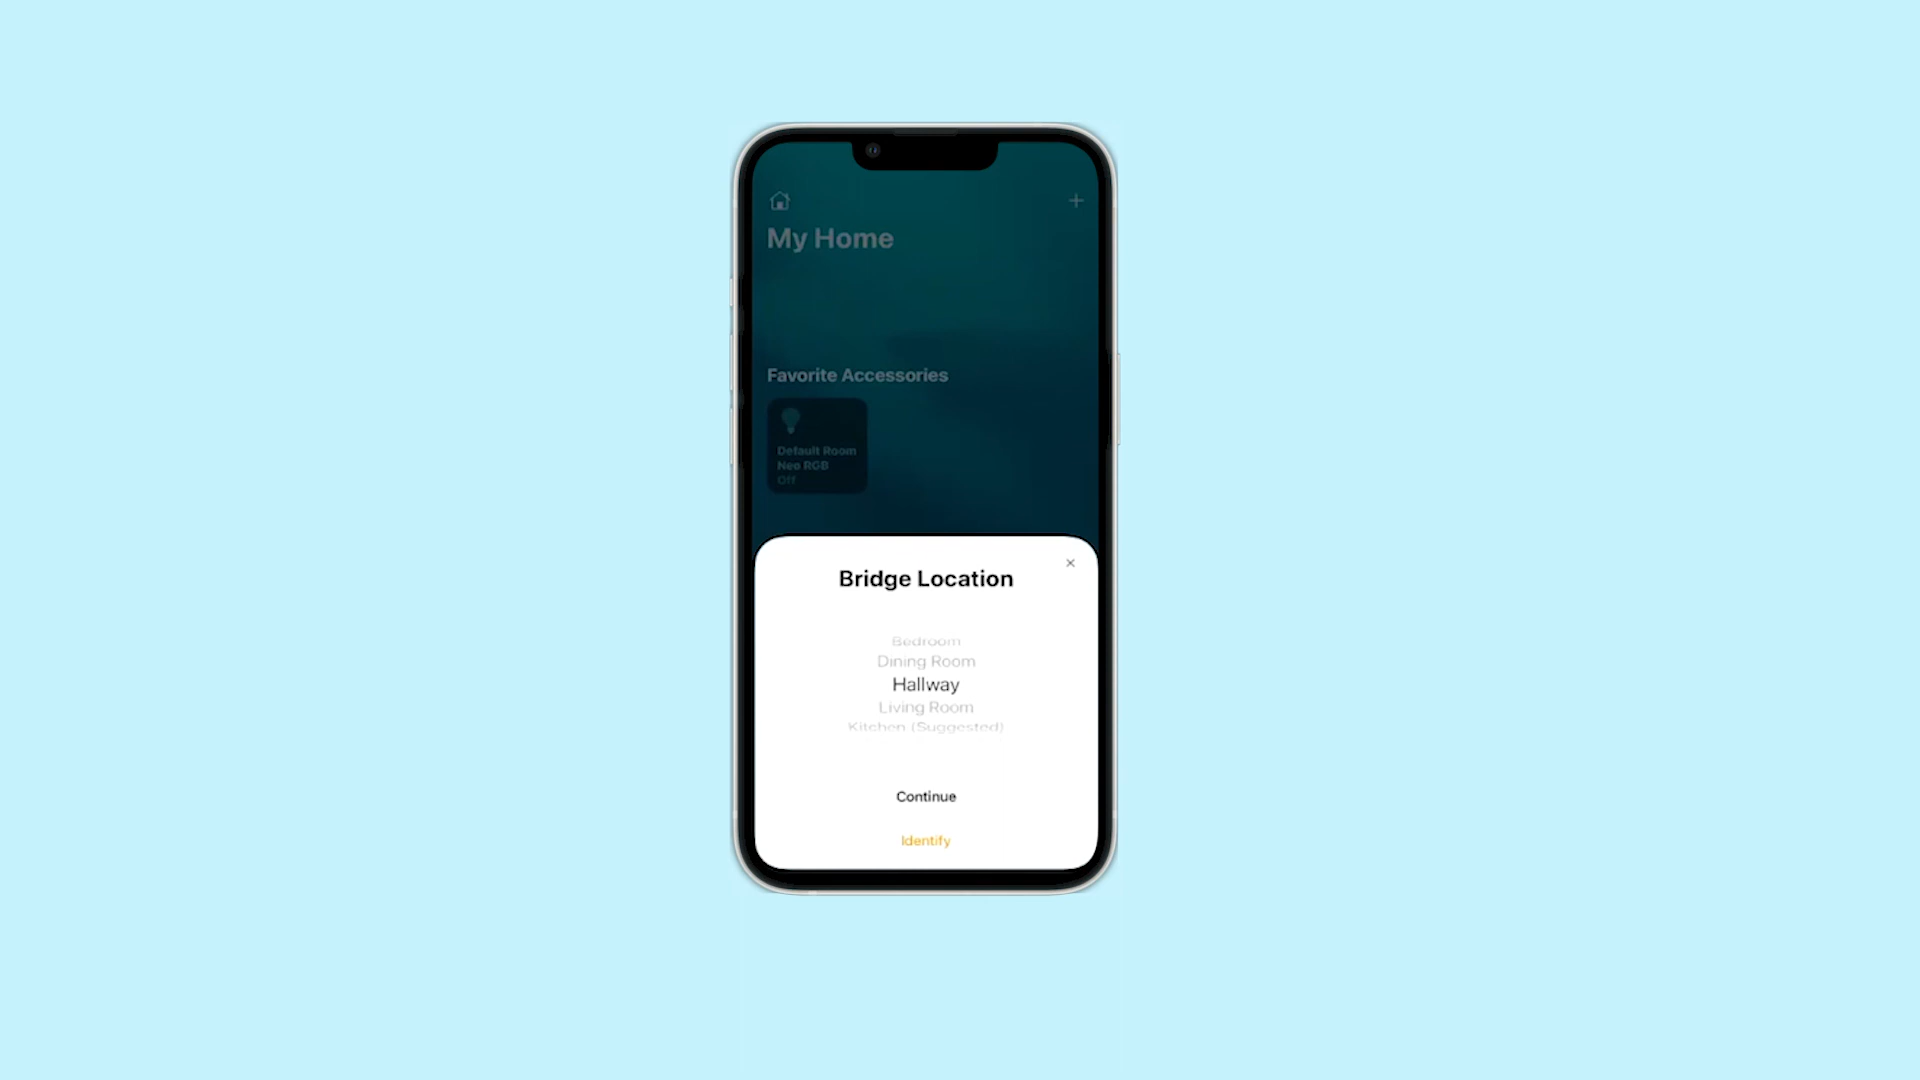 My Home
Favorite Accessories
Default Room
Neo RGB
Off
Bridge Location
Bedroom
Dining Room
Hallway
Living Room
Kitchen (Suggested)
Continue
Identify